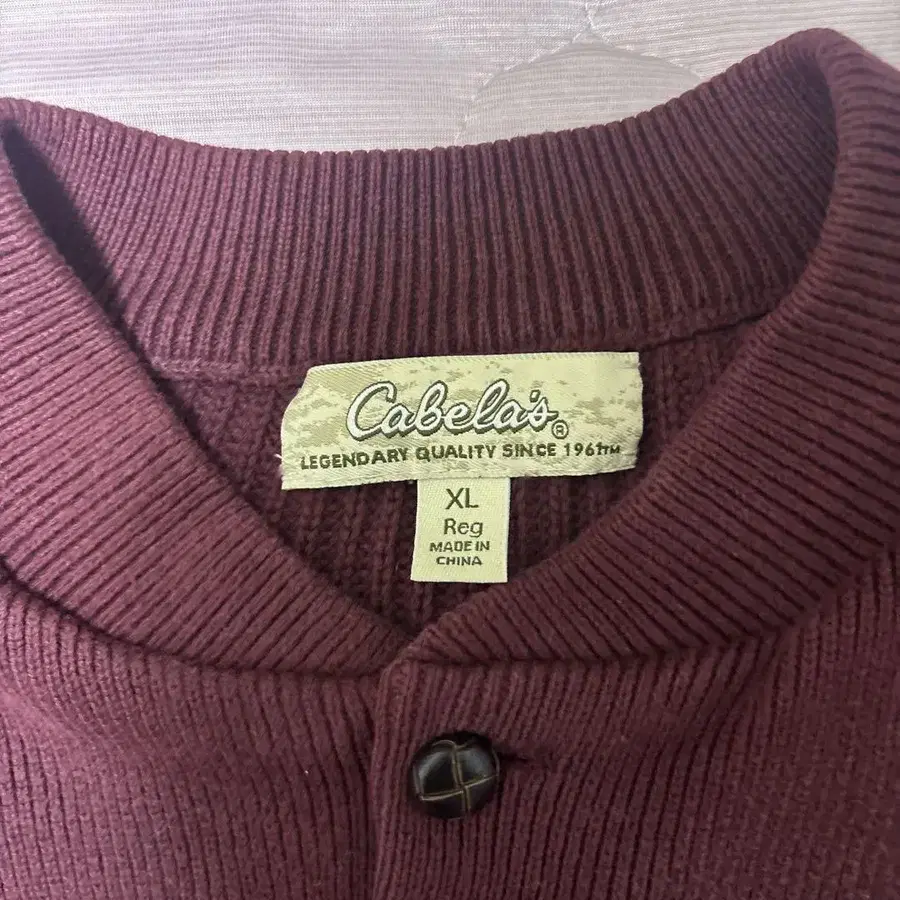 Cabela's®
LEGENDARY QUALITY SINCE 1961™
XL
Reg
MADE IN
CHINA